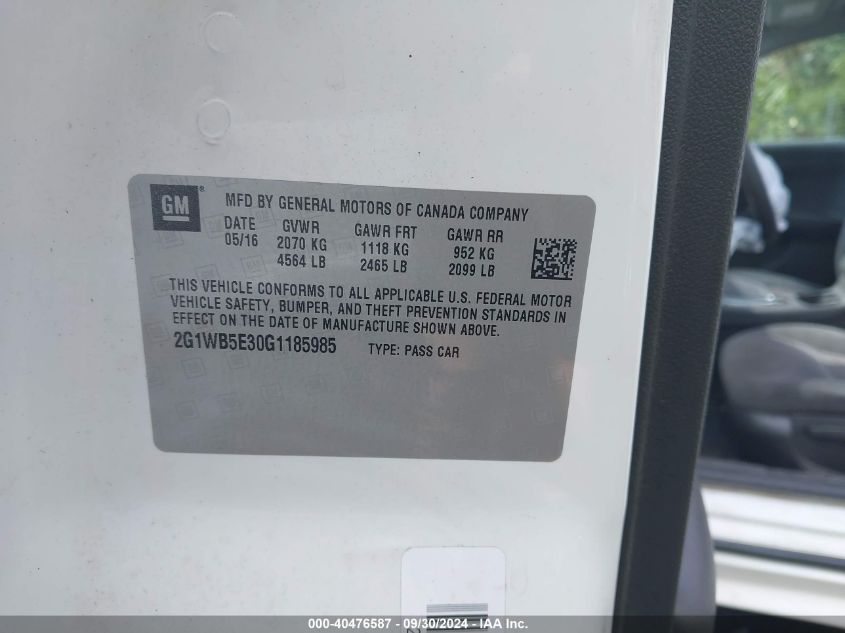 GM
MFD BY GENERAL MOTORS OF CANADA COMPANY
DATE GVWR GAWR FRT GAWR RR
05/16 2070 KG 1118 KG 952 KG
4564 LB 2465 LB 2099 LB
THIS VEHICLE CONFORMS TO ALL APPLICABLE U.S. FEDERAL MOTOR
VEHICLE SAFETY, BUMPER, AND THEFT PREVENTION STANDARDS IN
EFFECT ON THE DATE OF MANUFACTURE SHOWN ABOVE.
2G1WB5E30G1185985 TYPE: PASS CAR
000-40476587 - 09/30/2024 - IAA Inc.